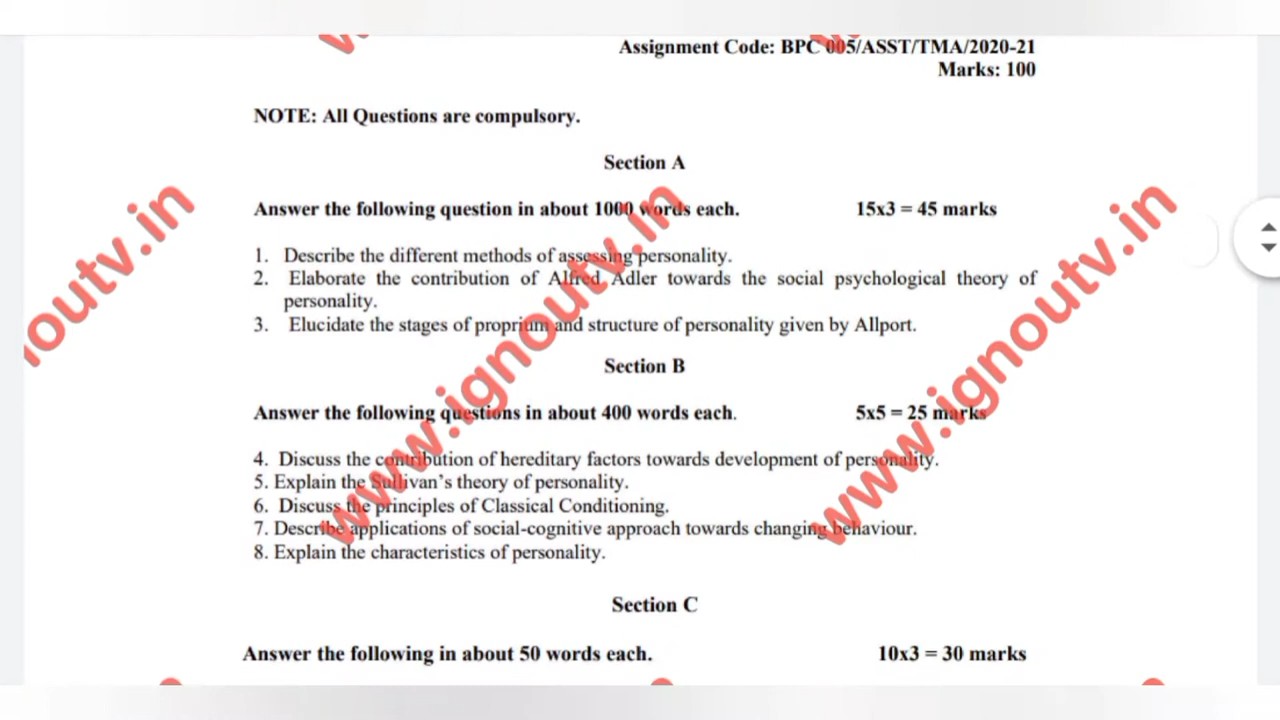 Assignment Code: BPC 005/ASST/TMA/2020-21
Marks: 100
NOTE: All Questions are compulsory.
Section A
Answer the following question in about 1000 words each. 15x3 = 45 marks
1. Describe the different methods of assessing personality.
2. Elaborate the contribution of Alfred Adler towards the social psychological theory of
personality.
3. Elucidate the stages of proprium and structure of personality given by Allport.
Section B
Answer the following questions in about 400 words each. 5x5 = 25 marks
4. Discuss the contribution of hereditary factors towards development of personality.
5. Explain the Sullivan's theory of personality.
6. Discuss the principles of Classical Conditioning.
7. Describe applications of social-cognitive approach towards changing behaviour.
8. Explain the characteristics of personality.
Section C
Answer the following in about 50 words each. 10x3 = 30 marks
noutv.in
www.ignoutv.in
www.ignoutv.in